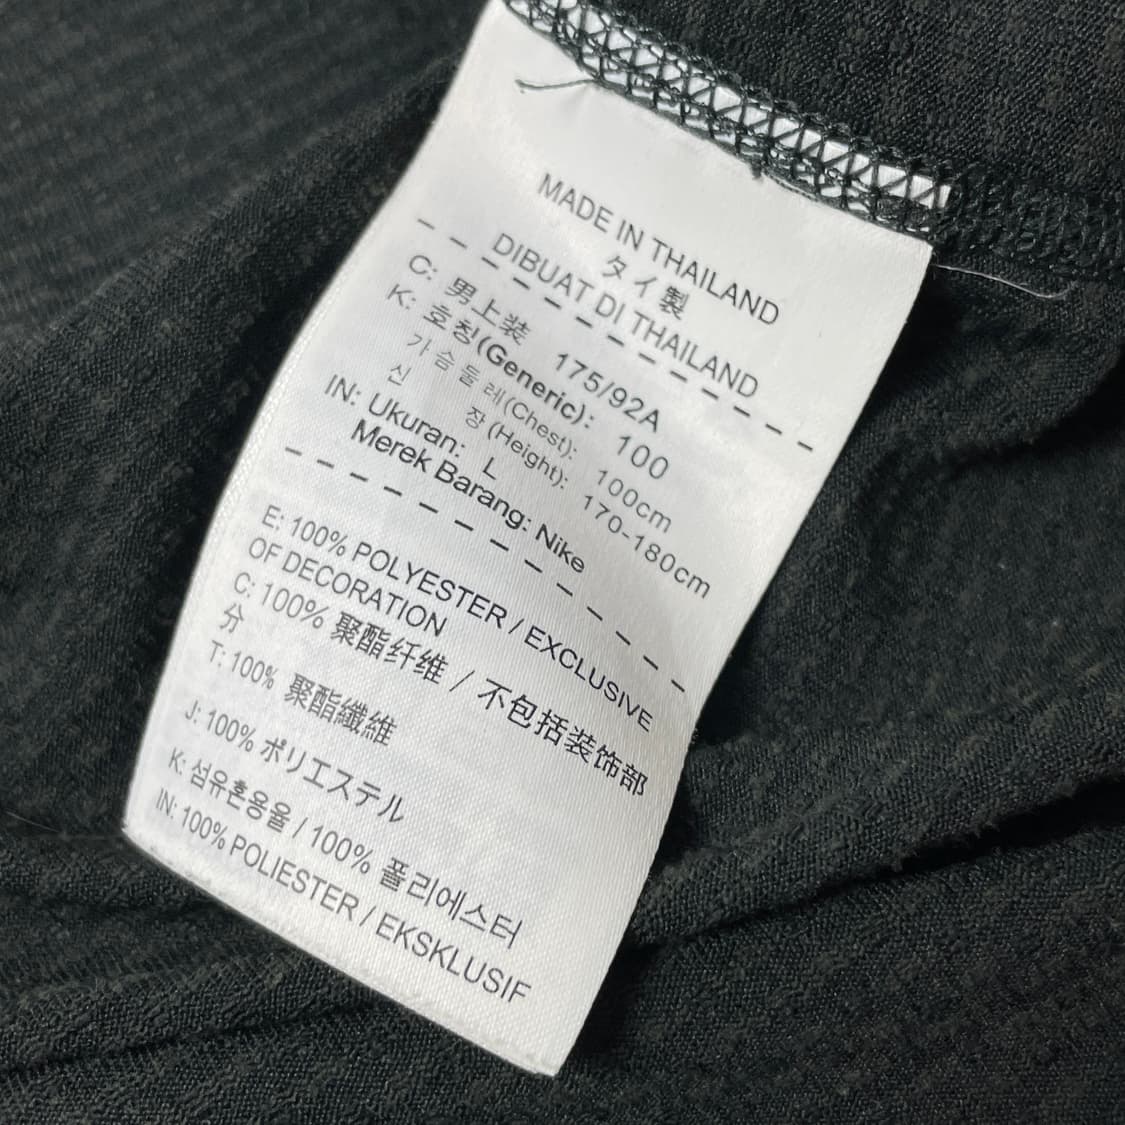 MADE IN THAILAND
タイ製
DIBUAT DI THAILAND
C: 男上装 175/92A
K: 호칭(Generic): 100
가슴둘레(Chest): 100cm
신 장 (Height): 170-180cm
IN: Ukuran: L
Merek Barang: Nike
E: 100% POLYESTER / EXCLUSIVE
OF DECORATION
C: 100% 聚酯纤维 / 不包括装饰部
分
T: 100% 聚酯纖維
J: 100% ポリエステル
K: 섬유혼용율 / 100% 폴리에스터
IN: 100% POLIESTER / EKSKLUSIF